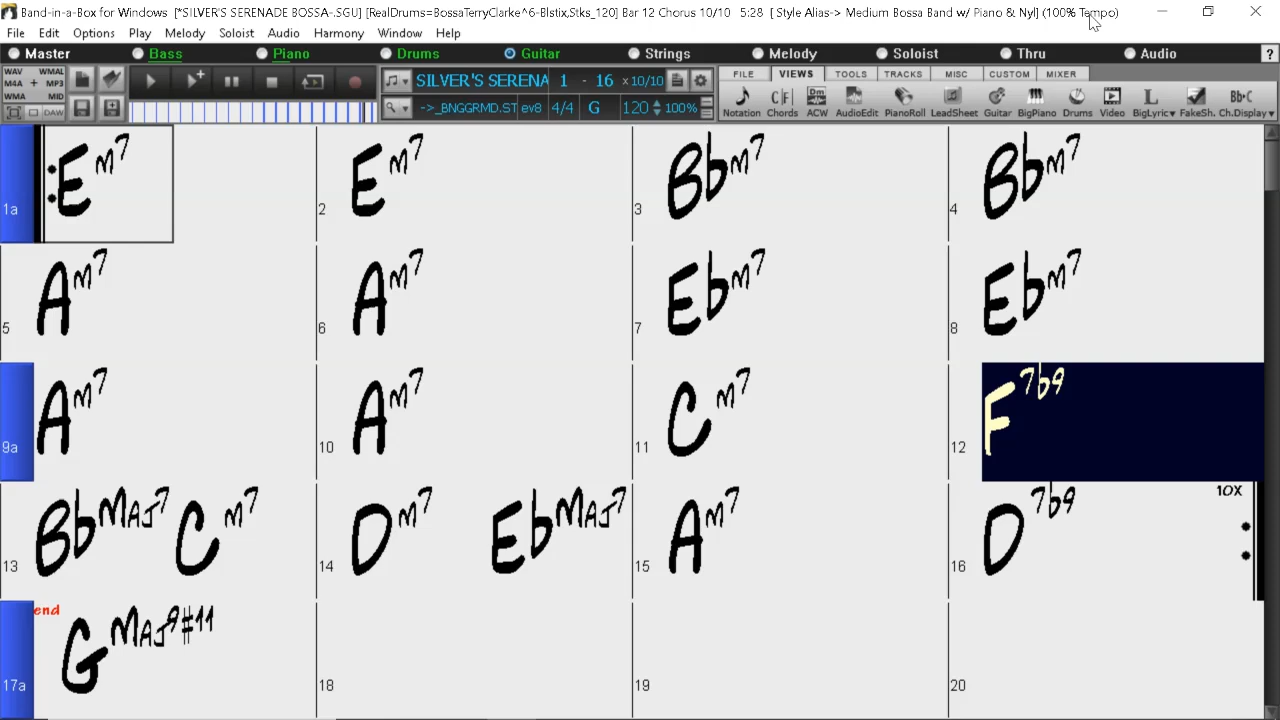 Band-in-a-Box for Windows [*SILVER'S SERENADE BOSSA-.SGU] [RealDrums=BossaTerryClarke^6-Blstix,Stks_120] Bar 12 Chorus 10/10 5:28 [ Style Alias-> Medium Bossa Band w/ Piano & Nyl] (100% Tempo)
File Edit Options Play Melody Soloist Audio Harmony Window Help
Master Bass Piano Drums Guitar Strings Melody Soloist Thru Audio ?
WAV WMAL
M4A + MP3
WMA MID
DAW
SILVER'S SERENA 1 - 16 x10/10
->_BNGGRMD.ST ev8 4/4 G 120 100%
FILE VIEWS TOOLS TRACKS MISC CUSTOM MIXER
C|F| Dm L Bb•C
Notation Chords ACW AudioEdit PianoRoll LeadSheet Guitar BigPiano Drums Video BigLyric▾ FakeSh. Ch.Display▾
1a Em7 2 Em7 3 Bbm7 4 Bbm7
5 Am7 6 Am7 7 Ebm7 8 Ebm7
9a Am7 10 Am7 11 Cm7 12 F7b9
13 BbMAJ7 Cm7 14 Dm7 EbMAJ7 15 Am7 16 D7b9 10X
end
17a GMAJ9#11 18 19 20